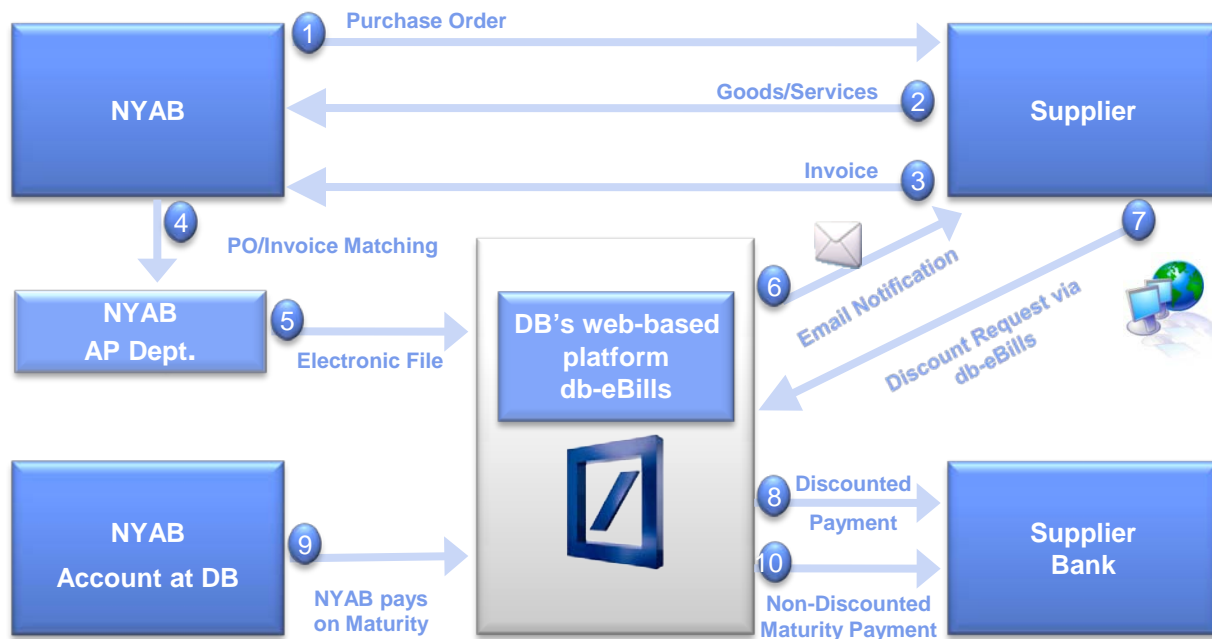 1
Purchase Order
NYAB
Goods/Services
2
Supplier
Invoice
3
4
PO/Invoice Matching
7
6
Email Notification
NYAB
AP Dept.
5
Electronic File
DB's web-based
platform
db-eBills
Discount Request via
db-eBills
NYAB
Account at DB
9
NYAB pays
on Maturity
8
Discounted
Payment
10
Non-Discounted
Maturity Payment
Supplier
Bank